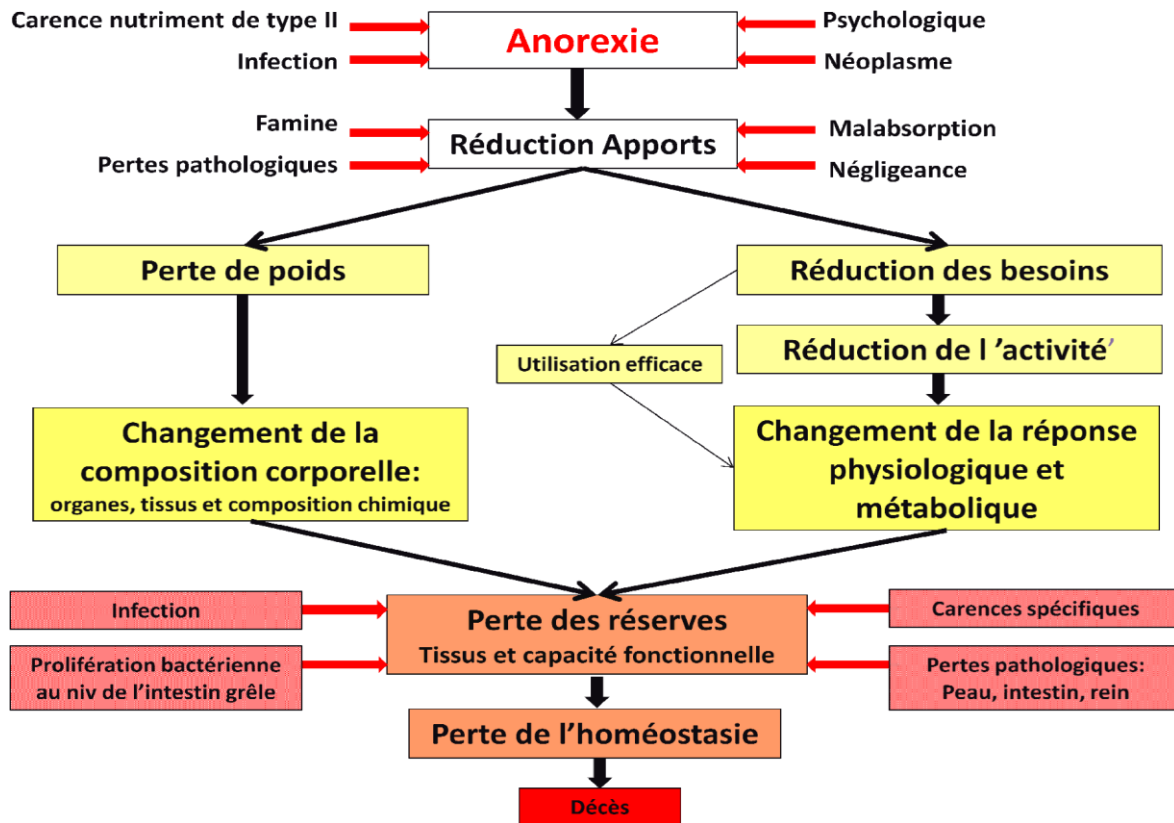 Carence nutriment de type II
Psychologique
Anorexie
Infection
Néoplasme
Famine
Malabsorption
Réduction Apports
Pertes pathologiques
Négligeance
Perte de poids
Réduction des besoins
Réduction de l ’activité’
Utilisation efficace
Changement de la
composition corporelle:
organes, tissus et composition chimique
Changement de la réponse
physiologique et
métabolique
Infection
Perte des réserves
Tissus et capacité fonctionnelle
Carences spécifiques
Prolifération bactérienne
au niv de l’intestin grêle
Pertes pathologiques:
Peau, intestin, rein
Perte de l’homéostasie
Décès